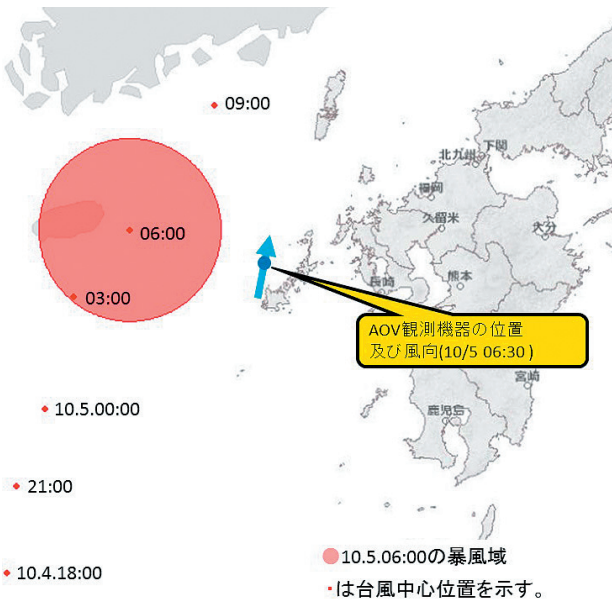 09:00
下関
北九州
福岡
久留米
大分
06:00
長崎
熊本
03:00
AOV観測機器の位置
及び風向(10/5 06:30 )
宮崎
10.5.00:00
鹿児島
21:00
10.5.06:00の暴風域
10.4.18:00
・は台風中心位置を示す。